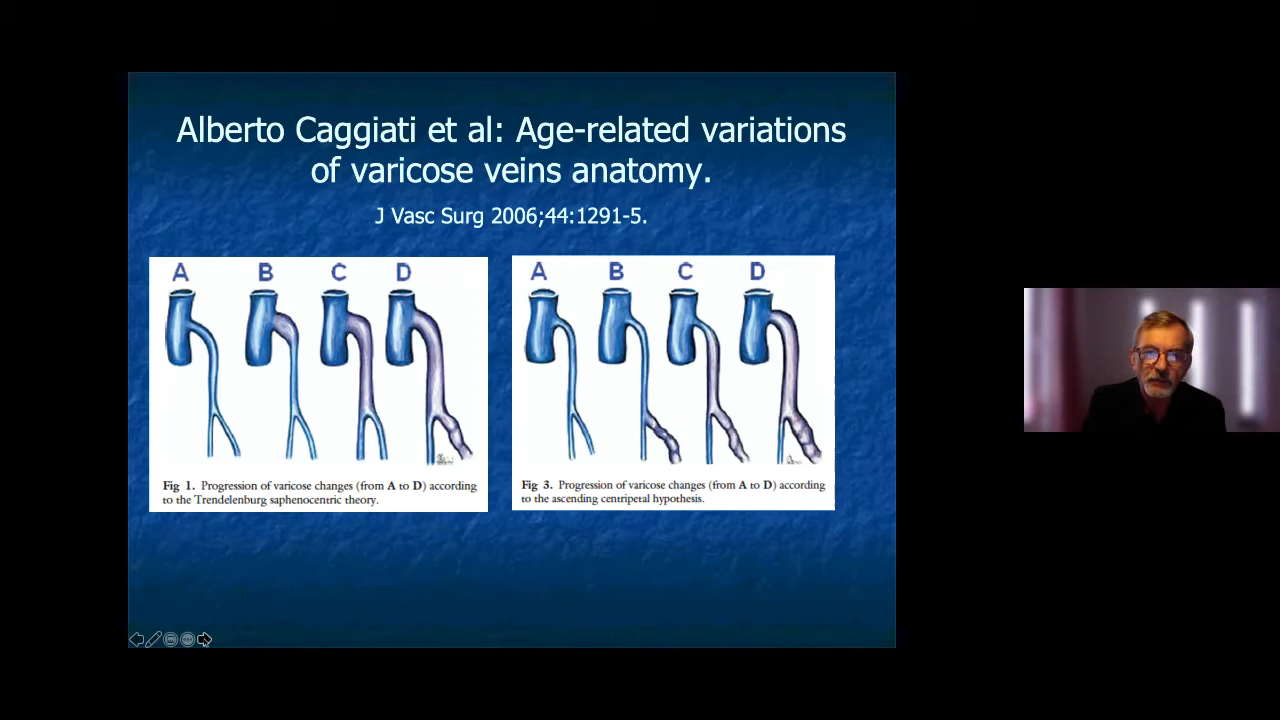 Alberto Caggiati et al: Age-related variations
of varicose veins anatomy.
J Vasc Surg 2006;44:1291-5.
A B C D
Fig 1. Progression of varicose changes (from A to D) according
to the Trendelenburg saphenocentric theory.
A B C D
Fig 3. Progression of varicose changes (from A to D) according
to the ascending centripetal hypothesis.